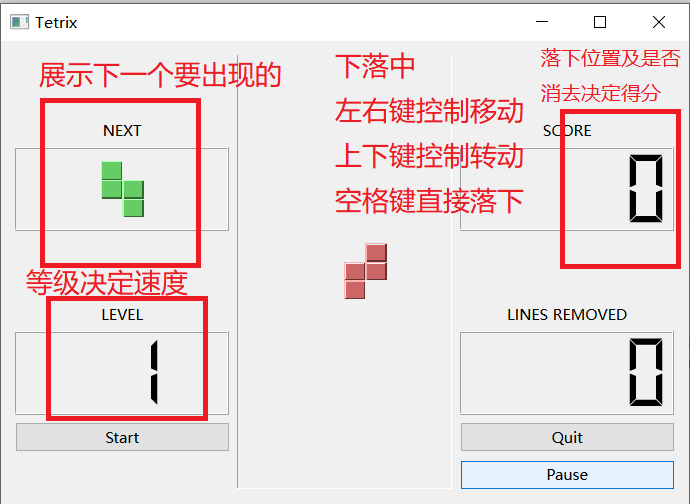 Tetrix
展示下一个要出现的
NEXT
等级决定速度
LEVEL
1
Start
下落中
左右键控制移动
上下键控制转动
空格键直接落下
落下位置及是否
消去决定得分
SCORE
0
LINES REMOVED
0
Quit
Pause